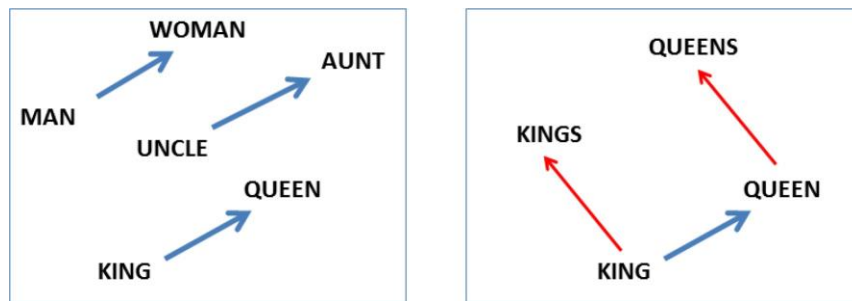 WOMAN
AUNT
MAN
UNCLE
QUEEN
KING
QUEENS
KINGS
QUEEN
KING